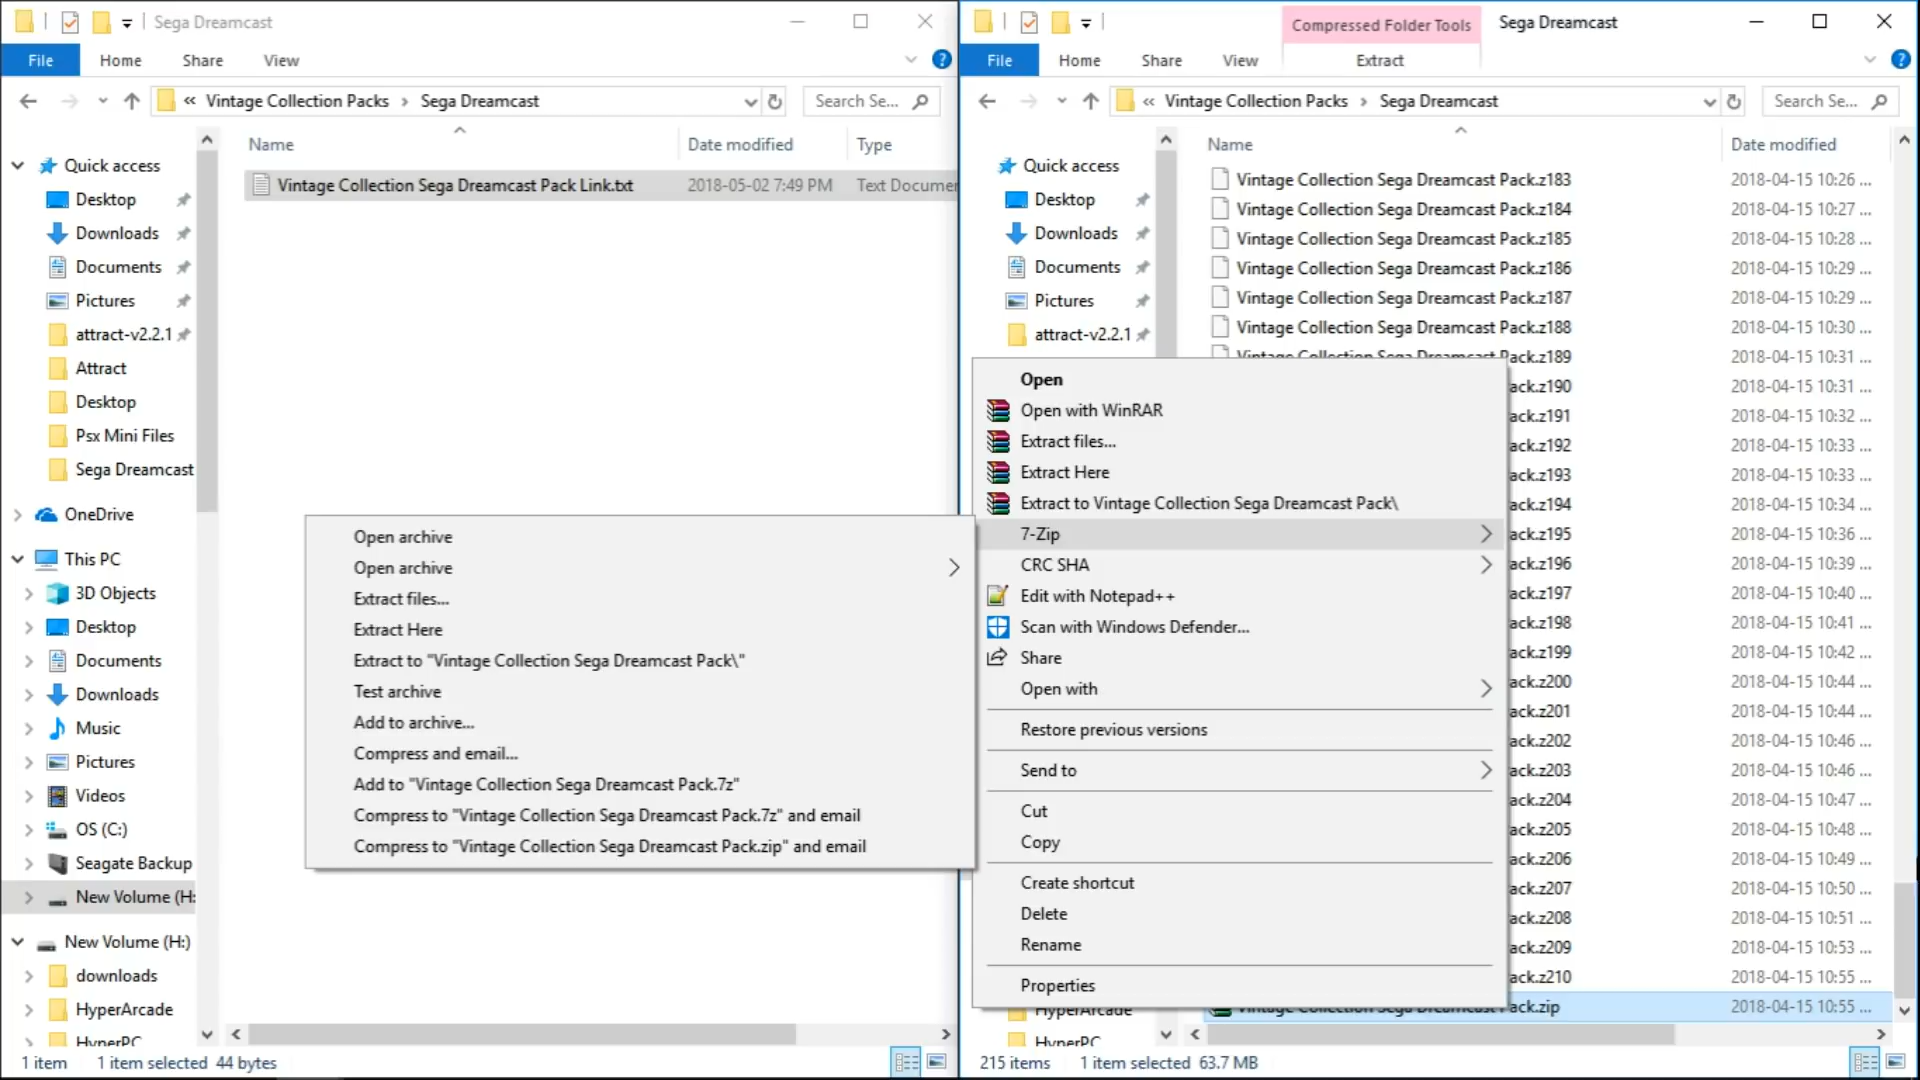 Sega Dreamcast
File Home Share View
« Vintage Collection Packs › Sega Dreamcast
Search Se...
Name Date modified Type
Vintage Collection Sega Dreamcast Pack Link.txt 2018-05-02 7:49 PM Text Documen
Quick access
Desktop
Downloads
Documents
Pictures
attract-v2.2.1
Attract
Desktop
Psx Mini Files
Sega Dreamcast
OneDrive
This PC
3D Objects
Desktop
Documents
Downloads
Music
Pictures
Videos
OS (C:)
Seagate Backup
New Volume (H:
New Volume (H:)
downloads
HyperArcade
HyperPC
1 item 1 item selected 44 bytes
Open archive
Open archive
Extract files...
Extract Here
Extract to "Vintage Collection Sega Dreamcast Pack\"
Test archive
Add to archive...
Compress and email...
Add to "Vintage Collection Sega Dreamcast Pack.7z"
Compress to "Vintage Collection Sega Dreamcast Pack.7z" and email
Compress to "Vintage Collection Sega Dreamcast Pack.zip" and email
Compressed Folder Tools Sega Dreamcast
File Home Share View Extract
« Vintage Collection Packs › Sega Dreamcast
Search Se...
Name Date modified
Quick access
Desktop
Downloads
Documents
Pictures
attract-v2.2.1
Vintage Collection Sega Dreamcast Pack.z183 2018-04-15 10:26 ...
Vintage Collection Sega Dreamcast Pack.z184 2018-04-15 10:27 ...
Vintage Collection Sega Dreamcast Pack.z185 2018-04-15 10:28 ...
Vintage Collection Sega Dreamcast Pack.z186 2018-04-15 10:29 ...
Vintage Collection Sega Dreamcast Pack.z187 2018-04-15 10:29 ...
Vintage Collection Sega Dreamcast Pack.z188 2018-04-15 10:30 ...
Vintage Collection Sega Dreamcast Pack.z189 2018-04-15 10:31 ...
ack.z190 2018-04-15 10:31 ...
ack.z191 2018-04-15 10:32 ...
ack.z192 2018-04-15 10:33 ...
ack.z193 2018-04-15 10:33 ...
ack.z194 2018-04-15 10:34 ...
ack.z195 2018-04-15 10:36 ...
ack.z196 2018-04-15 10:39 ...
ack.z197 2018-04-15 10:40 ...
ack.z198 2018-04-15 10:41 ...
ack.z199 2018-04-15 10:42 ...
ack.z200 2018-04-15 10:44 ...
ack.z201 2018-04-15 10:44 ...
ack.z202 2018-04-15 10:46 ...
ack.z203 2018-04-15 10:46 ...
ack.z204 2018-04-15 10:47 ...
ack.z205 2018-04-15 10:48 ...
ack.z206 2018-04-15 10:49 ...
ack.z207 2018-04-15 10:50 ...
ack.z208 2018-04-15 10:51 ...
ack.z209 2018-04-15 10:53 ...
ack.z210 2018-04-15 10:55 ...
Vintage Collection Sega Dreamcast Pack.zip 2018-04-15 10:55 ...
Open
Open with WinRAR
Extract files...
Extract Here
Extract to Vintage Collection Sega Dreamcast Pack\
7-Zip
CRC SHA
Edit with Notepad++
Scan with Windows Defender...
Share
Open with
Restore previous versions
Send to
Cut
Copy
Create shortcut
Delete
Rename
Properties
HyperArcade
HyperPC
215 items 1 item selected 63.7 MB